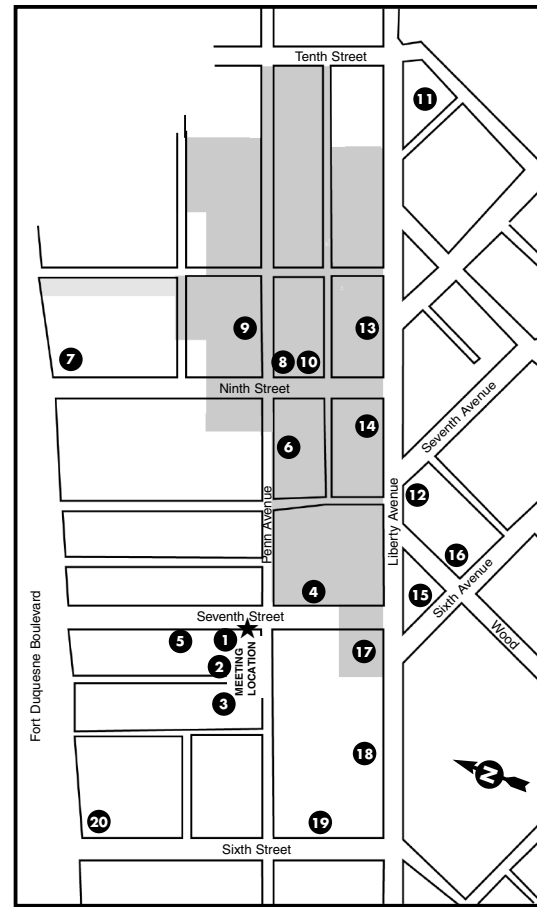 Tenth Street
11
9
13
7
8
10
Ninth Street
14
6
Seventh Avenue
12
Penn Avenue
Liberty Avenue
16
4
15
Sixth Avenue
Seventh Street
Wood
5
1
2
MEETING
LOCATION
17
3
Fort Duquesne Boulevard
18
N
20
19
Sixth Street